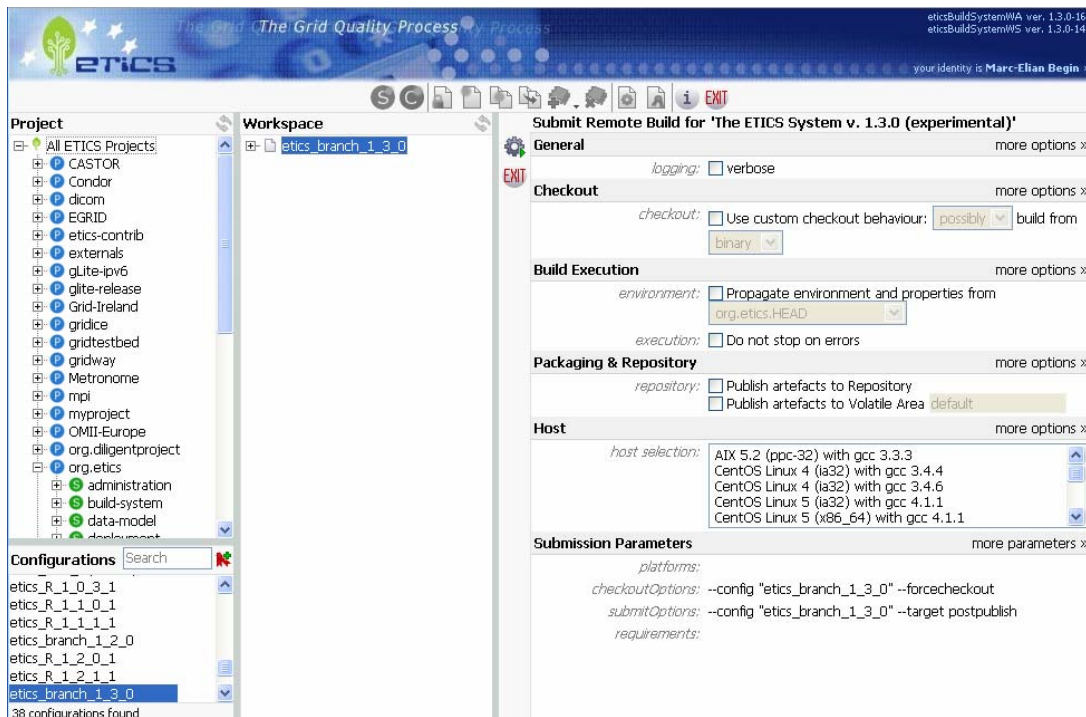 The Grid Quality Process
eticsBuildSystemWA ver. 1.3.0-16
eticsBuildSystemWS ver. 1.3.0-14
eTiCS
your identity is Marc-Elian Begin
S C i EXIT
Project
All ETICS Projects
P CASTOR
P Condor
P dicom
P EGRID
P etics-contrib
P externals
P gLite-ipv6
P glite-release
P Grid-Ireland
P gridice
P gridtestbed
P gridway
P Metronome
P mpi
P myproject
P OMII-Europe
P org.diligentproject
P org.etics
S administration
S build-system
S data-model
S deployment
Configurations Search
etics_R_1_0_3_1
etics_R_1_1_0_1
etics_R_1_1_1_1
etics_branch_1_2_0
etics_R_1_2_0_1
etics_R_1_2_1_1
etics_branch_1_3_0
38 configurations found
Workspace
etics_branch_1_3_0
EXIT
Submit Remote Build for 'The ETICS System v. 1.3.0 (experimental)'
General more options »
logging: verbose
Checkout more options »
checkout: Use custom checkout behaviour: possibly build from
binary
Build Execution more options »
environment: Propagate environment and properties from
org.etics.HEAD
execution: Do not stop on errors
Packaging & Repository more options »
repository: Publish artefacts to Repository
Publish artefacts to Volatile Area default
Host more options »
host selection: AIX 5.2 (ppc-32) with gcc 3.3.3
CentOS Linux 4 (ia32) with gcc 3.4.4
CentOS Linux 4 (ia32) with gcc 3.4.6
CentOS Linux 5 (ia32) with gcc 4.1.1
CentOS Linux 5 (x86_64) with gcc 4.1.1
Submission Parameters more parameters »
platforms:
checkoutOptions: --config "etics_branch_1_3_0" --forcecheckout
submitOptions: --config "etics_branch_1_3_0" --target postpublish
requirements: